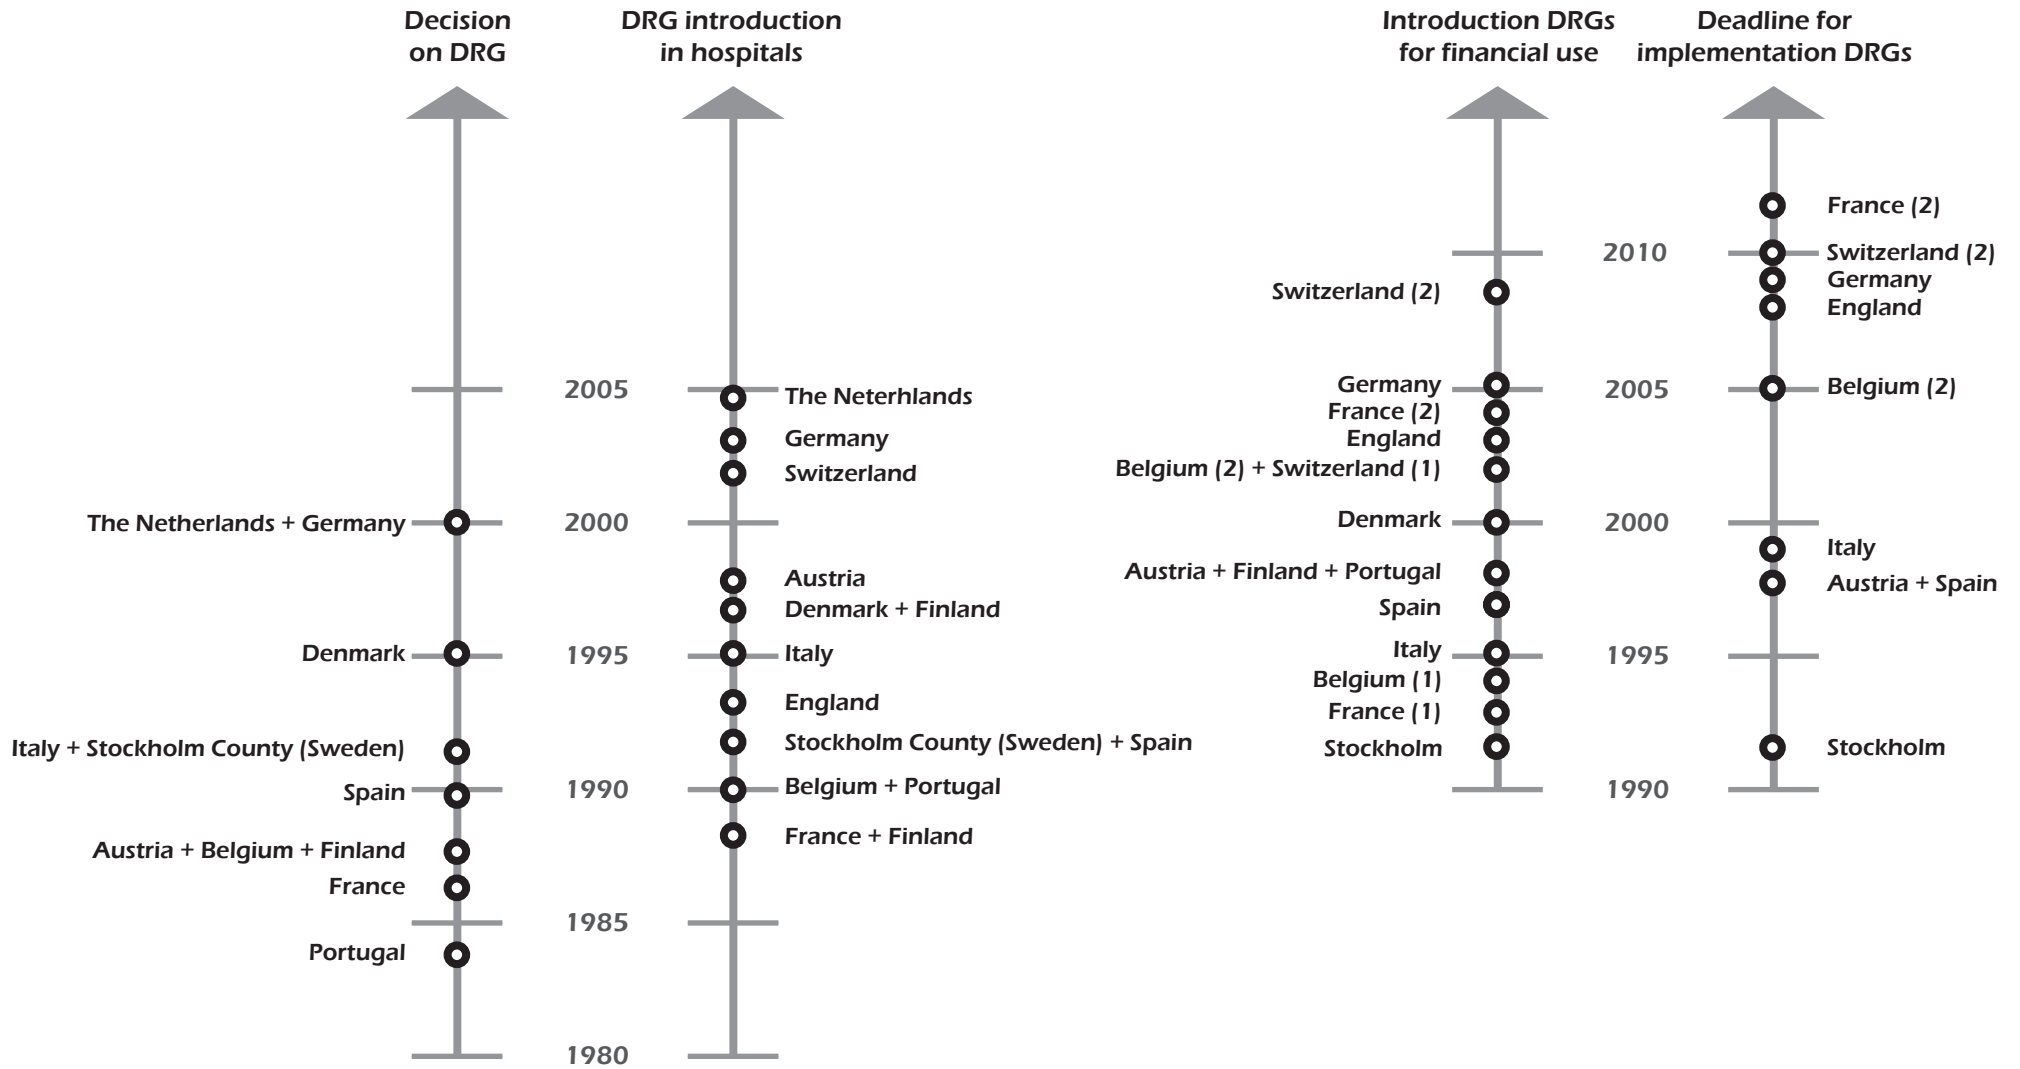 Decision
on DRG
DRG introduction
in hospitals
Introduction DRGs
for financial use
Deadline for
implementation DRGs
2005
The Netherlands + Germany
2000
Denmark
1995
Italy + Stockholm County (Sweden)
Spain
1990
Austria + Belgium + Finland
France
1985
Portugal
1980
The Neterhlands
Germany
Switzerland
Austria
Denmark + Finland
Italy
England
Stockholm County (Sweden) + Spain
Belgium + Portugal
France + Finland
2010
Switzerland (2)
Germany
2005
France (2)
England
Belgium (2) + Switzerland (1)
Denmark
2000
Austria + Finland + Portugal
Spain
Italy
1995
Belgium (1)
France (1)
Stockholm
1990
France (2)
Switzerland (2)
Germany
England
Belgium (2)
Italy
Austria + Spain
Stockholm